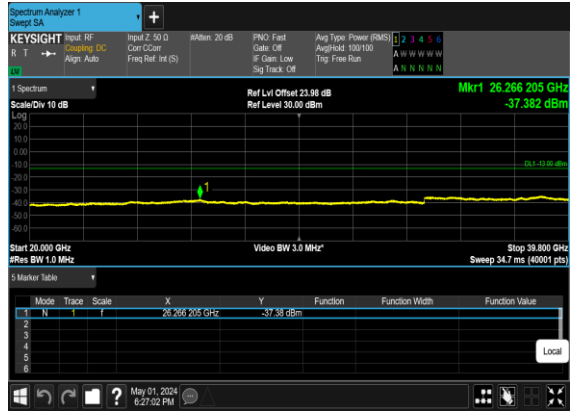 Spectrum Analyzer 1
Swept SA
KEYSIGHT Input: RF Input Z: 50 Ω #Atten: 20 dB PNO: Fast Avg Type: Power (RMS) 1 2 3 4 5 6
R T Coupling: DC Corr CCorr Gate: Off Avg|Hold: 100/100 A W W W W W
Align: Auto Freq Ref: Int (S) IF Gain: Low Trig: Free Run
Sig Track: Off A N N N N N
1 Spectrum Ref Lvl Offset 23.98 dB Mkr1 26.266 205 GHz
Scale/Div 10 dB Ref Level 30.00 dBm -37.382 dBm
Log
20.0
10.0
0.00
-10.0 DL1 -13.00 dBm
-20.0
-30.0 1
-40.0
-50.0
-60.0
Start 20.000 GHz Video BW 3.0 MHz* Stop 39.800 GHz
#Res BW 1.0 MHz Sweep 34.7 ms (40001 pts)
5 Marker Table
Mode Trace Scale X Y Function Function Width Function Value
1 N 1 f 26.266 205 GHz -37.38 dBm
2
3
4
5
6
Local
? May 01, 2024
6:27:02 PM